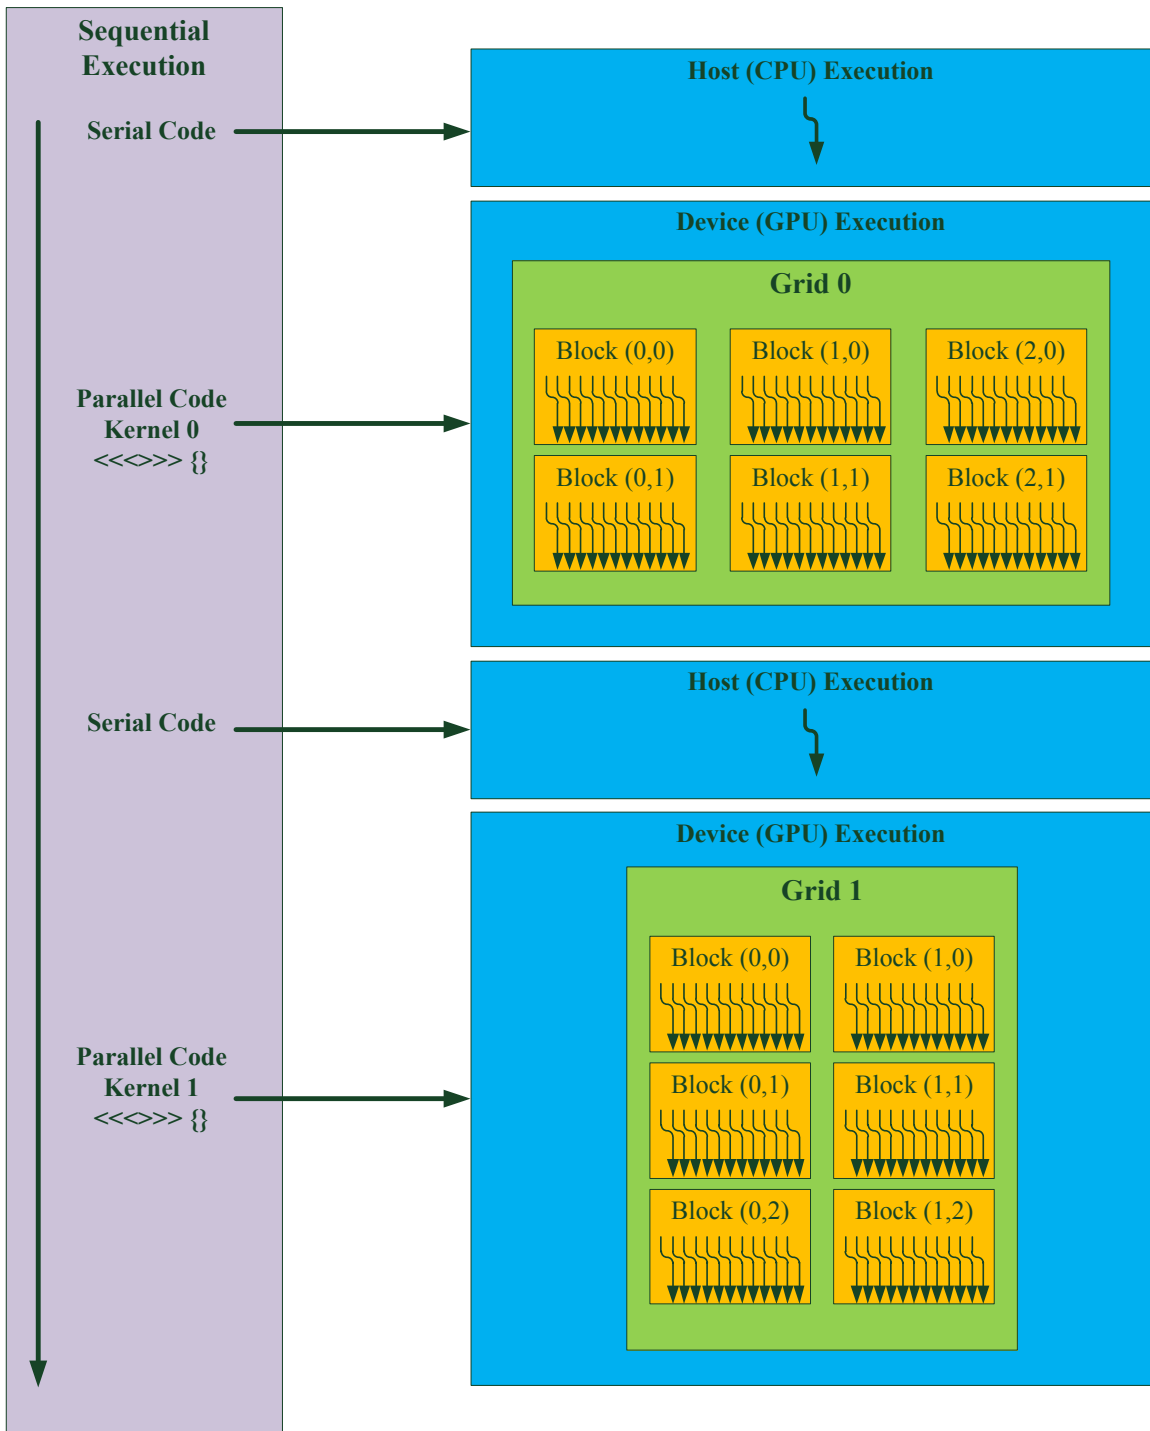 Sequential
Execution
Serial Code
Host (CPU) Execution
Device (GPU) Execution
Grid 0
Block (0,0)
Block (1,0)
Block (2,0)
Parallel Code
Kernel 0
<<<>>> {}
Block (0,1)
Block (1,1)
Block (2,1)
Serial Code
Host (CPU) Execution
Device (GPU) Execution
Grid 1
Block (0,0)
Block (1,0)
Parallel Code
Kernel 1
<<<>>> {}
Block (0,1)
Block (1,1)
Block (0,2)
Block (1,2)